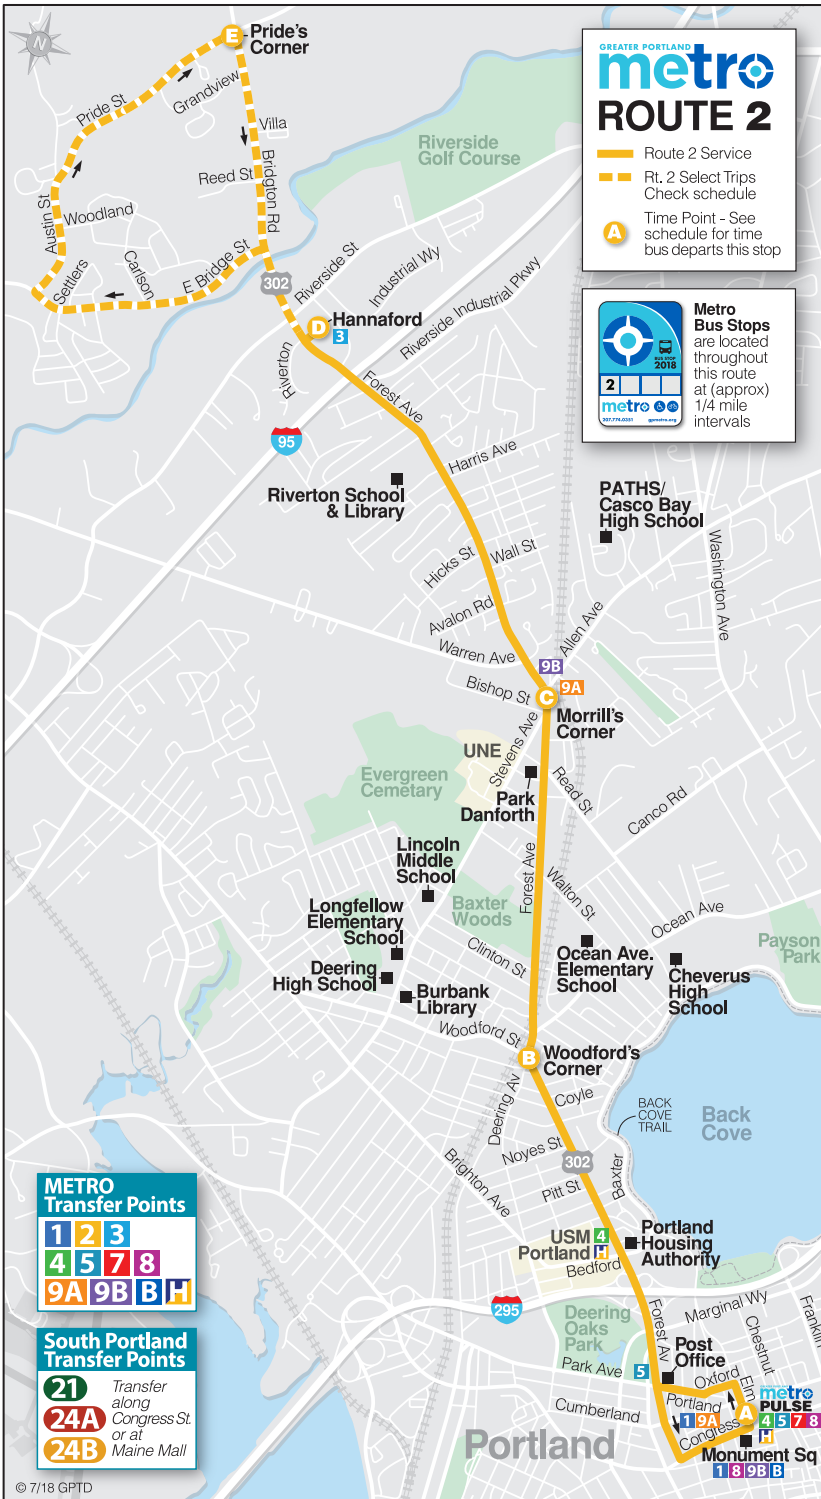 N
E
Pride's
Corner
Pride St
Grandview
Villa
Reed St
Bridgton Rd
Austin St
Woodland
Settlers
Carlson
E Bridge St
302
Riverside
Golf Course
GREATER PORTLAND
metro
ROUTE 2
Route 2 Service
Rt. 2 Select Trips
Check schedule
A
Time Point - See
schedule for time
bus departs this stop
BUS STOP
2018
2
metro
207.774.0351
gpmetro.org
Metro
Bus Stops
are located
throughout
this route
at (approx)
1/4 mile
intervals
Riverside St
Industrial Wy
Riverside Industrial Pkwy
D
Hannaford
3
Riverton
Forest Ave
95
Harris Ave
Riverton School
& Library
PATHS/
Casco Bay
High School
Washington Ave
Hicks St
Wall St
Avalon Rd
Allen Ave
Warren Ave
9B
Bishop St
9A
C
Morrill's
Corner
UNE
Stevens Ave
Evergreen
Cemetary
Park
Danforth
Read St
Canco Rd
Lincoln
Middle
School
Forest Ave
Walton St
Longfellow
Elementary
School
Baxter
Woods
Ocean Ave
Clinton St
Payson
Park
Deering
High School
Ocean Ave.
Elementary
School
Cheverus
High
School
Burbank
Library
Woodford St
B
Woodford's
Corner
Deering Av
Coyle
BACK
COVE
TRAIL
Back
Cove
Noyes St
302
Brighton Ave
Pitt St
Baxter
METRO
Transfer Points
1 2 3
4 5 7 8
9A 9B B H
USM
Portland
4
H
Bedford
Portland
Housing
Authority
295
Marginal Wy
Franklin
Deering
Oaks
Park
Forest Av
Chestnut
South Portland
Transfer Points
21
24A
24B
Transfer
along
Congress St.
or at
Maine Mall
Park Ave
5
Post
Office
Oxford
Elm
Cumberland
Portland
1 9A
Congress
A
metro
PULSE
4 5 7 8
H
Portland
Monument Sq
1 8 9B B
© 7/18 GPTD